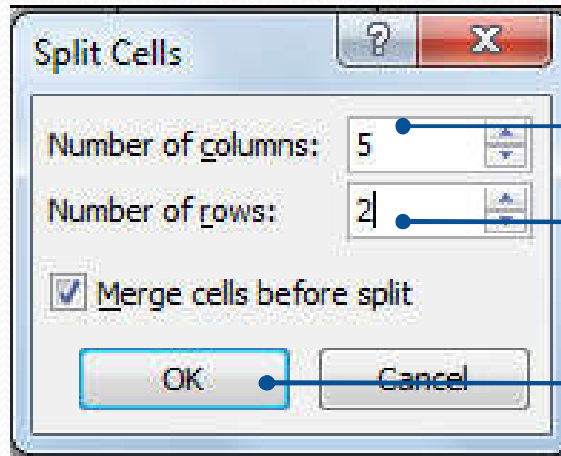 Split Cells
?
X
Number of columns: 5
Number of rows: 2
Merge cells before split
OK Cancel